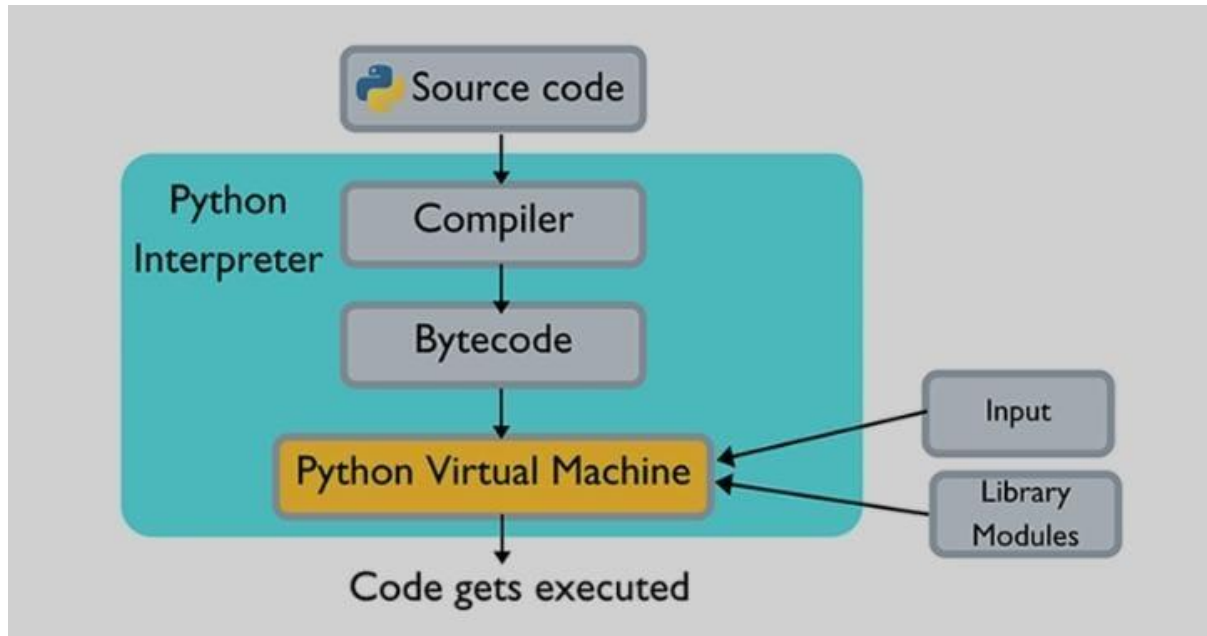 Source code
Python
Interpreter
Compiler
Bytecode
Python Virtual Machine
Input
Library
Modules
Code gets executed